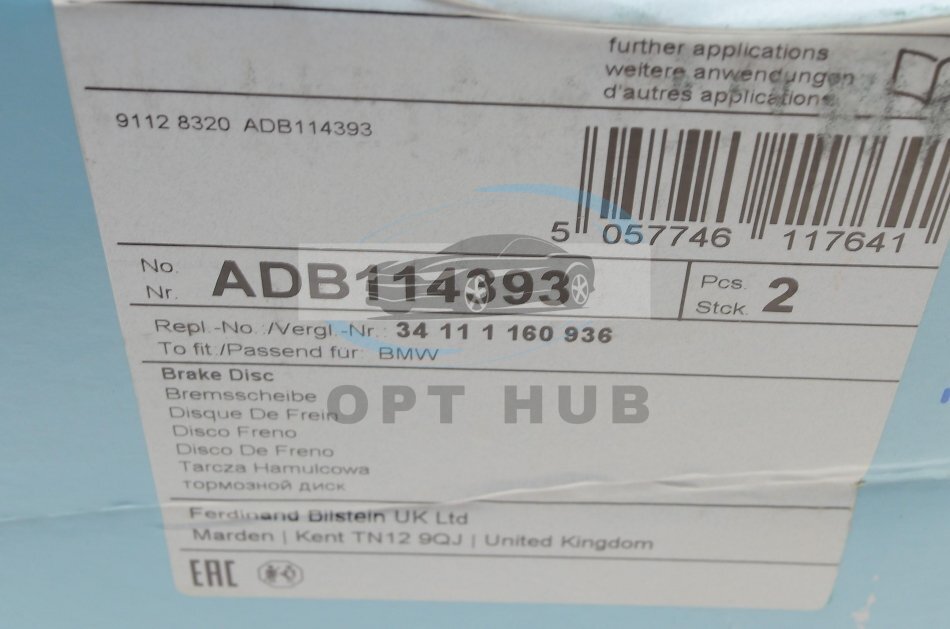 further applications
weitere anwendungen
d'autres applications
9112 8320 ADB114393
5 057746 117641
No.
Nr.
ADB114393
Pcs.
Stck.
2
Repl.-No.:/Vergl.-Nr.: 34 11 1 160 936
To fit:/Passend für: BMW
Brake Disc
Bremsscheibe
Disque De Frein
Disco Freno
Disco De Freno
Tarcza Hamulcowa
тормозной диск
OPT HUB
Ferdinand Bilstein UK Ltd
Marden | Kent TN12 9QJ | United Kingdom
EAC